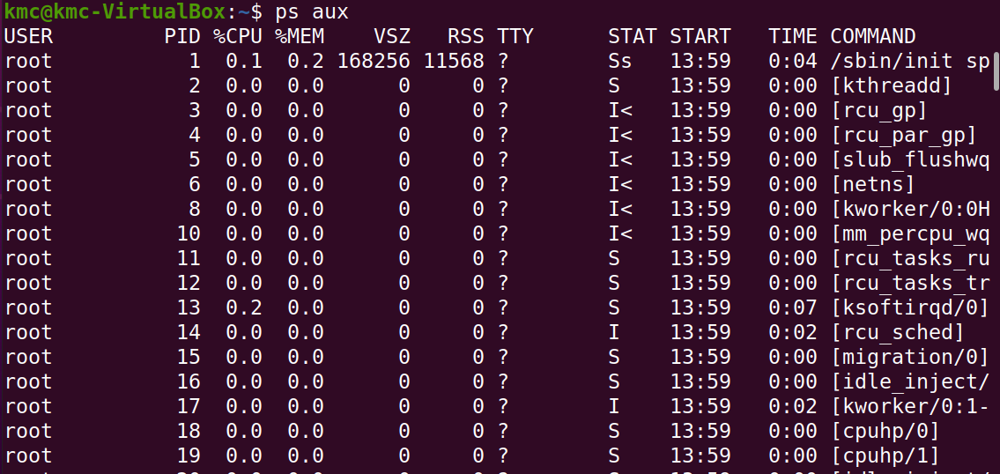 kmc@kmc-VirtualBox:~$ ps aux
USER PID %CPU %MEM VSZ RSS TTY STAT START TIME COMMAND
root 1 0.1 0.2 168256 11568 ? Ss 13:59 0:04 /sbin/init sp
root 2 0.0 0.0 0 0 ? S 13:59 0:00 [kthreadd]
root 3 0.0 0.0 0 0 ? I< 13:59 0:00 [rcu_gp]
root 4 0.0 0.0 0 0 ? I< 13:59 0:00 [rcu_par_gp]
root 5 0.0 0.0 0 0 ? I< 13:59 0:00 [slub_flushwq
root 6 0.0 0.0 0 0 ? I< 13:59 0:00 [netns]
root 8 0.0 0.0 0 0 ? I< 13:59 0:00 [kworker/0:0H
root 10 0.0 0.0 0 0 ? I< 13:59 0:00 [mm_percpu_wq
root 11 0.0 0.0 0 0 ? S 13:59 0:00 [rcu_tasks_ru
root 12 0.0 0.0 0 0 ? S 13:59 0:00 [rcu_tasks_tr
root 13 0.2 0.0 0 0 ? S 13:59 0:07 [ksoftirqd/0]
root 14 0.0 0.0 0 0 ? I 13:59 0:02 [rcu_sched]
root 15 0.0 0.0 0 0 ? S 13:59 0:00 [migration/0]
root 16 0.0 0.0 0 0 ? S 13:59 0:00 [idle_inject/
root 17 0.0 0.0 0 0 ? I 13:59 0:02 [kworker/0:1-
root 18 0.0 0.0 0 0 ? S 13:59 0:00 [cpuhp/0]
root 19 0.0 0.0 0 0 ? S 13:59 0:00 [cpuhp/1]